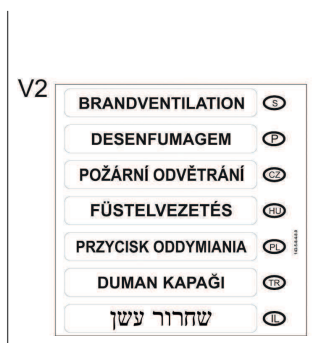 V2
BRANDVENTILATION S
DESENFUMAGEM P
POŽÁRNÍ ODVĚTRÁNÍ CZ
FÜSTELVEZETÉS HU
PRZYCISK ODDYMIANIA PL
DUMAN KAPAĞI TR
שחרור עשן IL